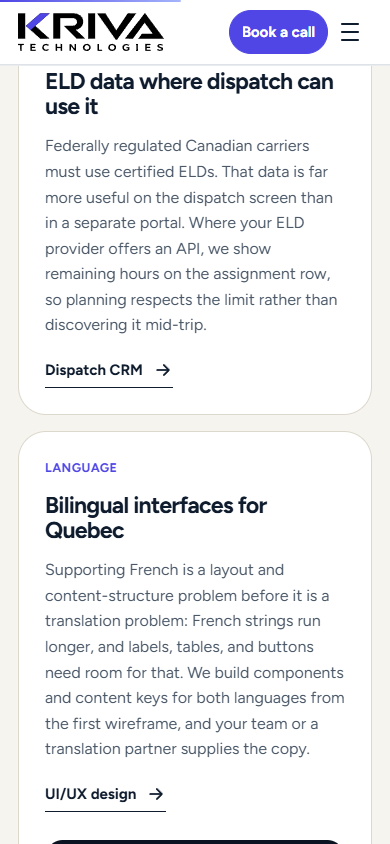 KRIVA
TECHNOLOGIES
Book a call
ELD data where dispatch can
use it
Federally regulated Canadian carriers
must use certified ELDs. That data is far
more useful on the dispatch screen than
in a separate portal. Where your ELD
provider offers an API, we show
remaining hours on the assignment row,
so planning respects the limit rather than
discovering it mid-trip.
Dispatch CRM →
LANGUAGE
Bilingual interfaces for
Quebec
Supporting French is a layout and
content-structure problem before it is a
translation problem: French strings run
longer, and labels, tables, and buttons
need room for that. We build components
and content keys for both languages from
the first wireframe, and your team or a
translation partner supplies the copy.
UI/UX design →